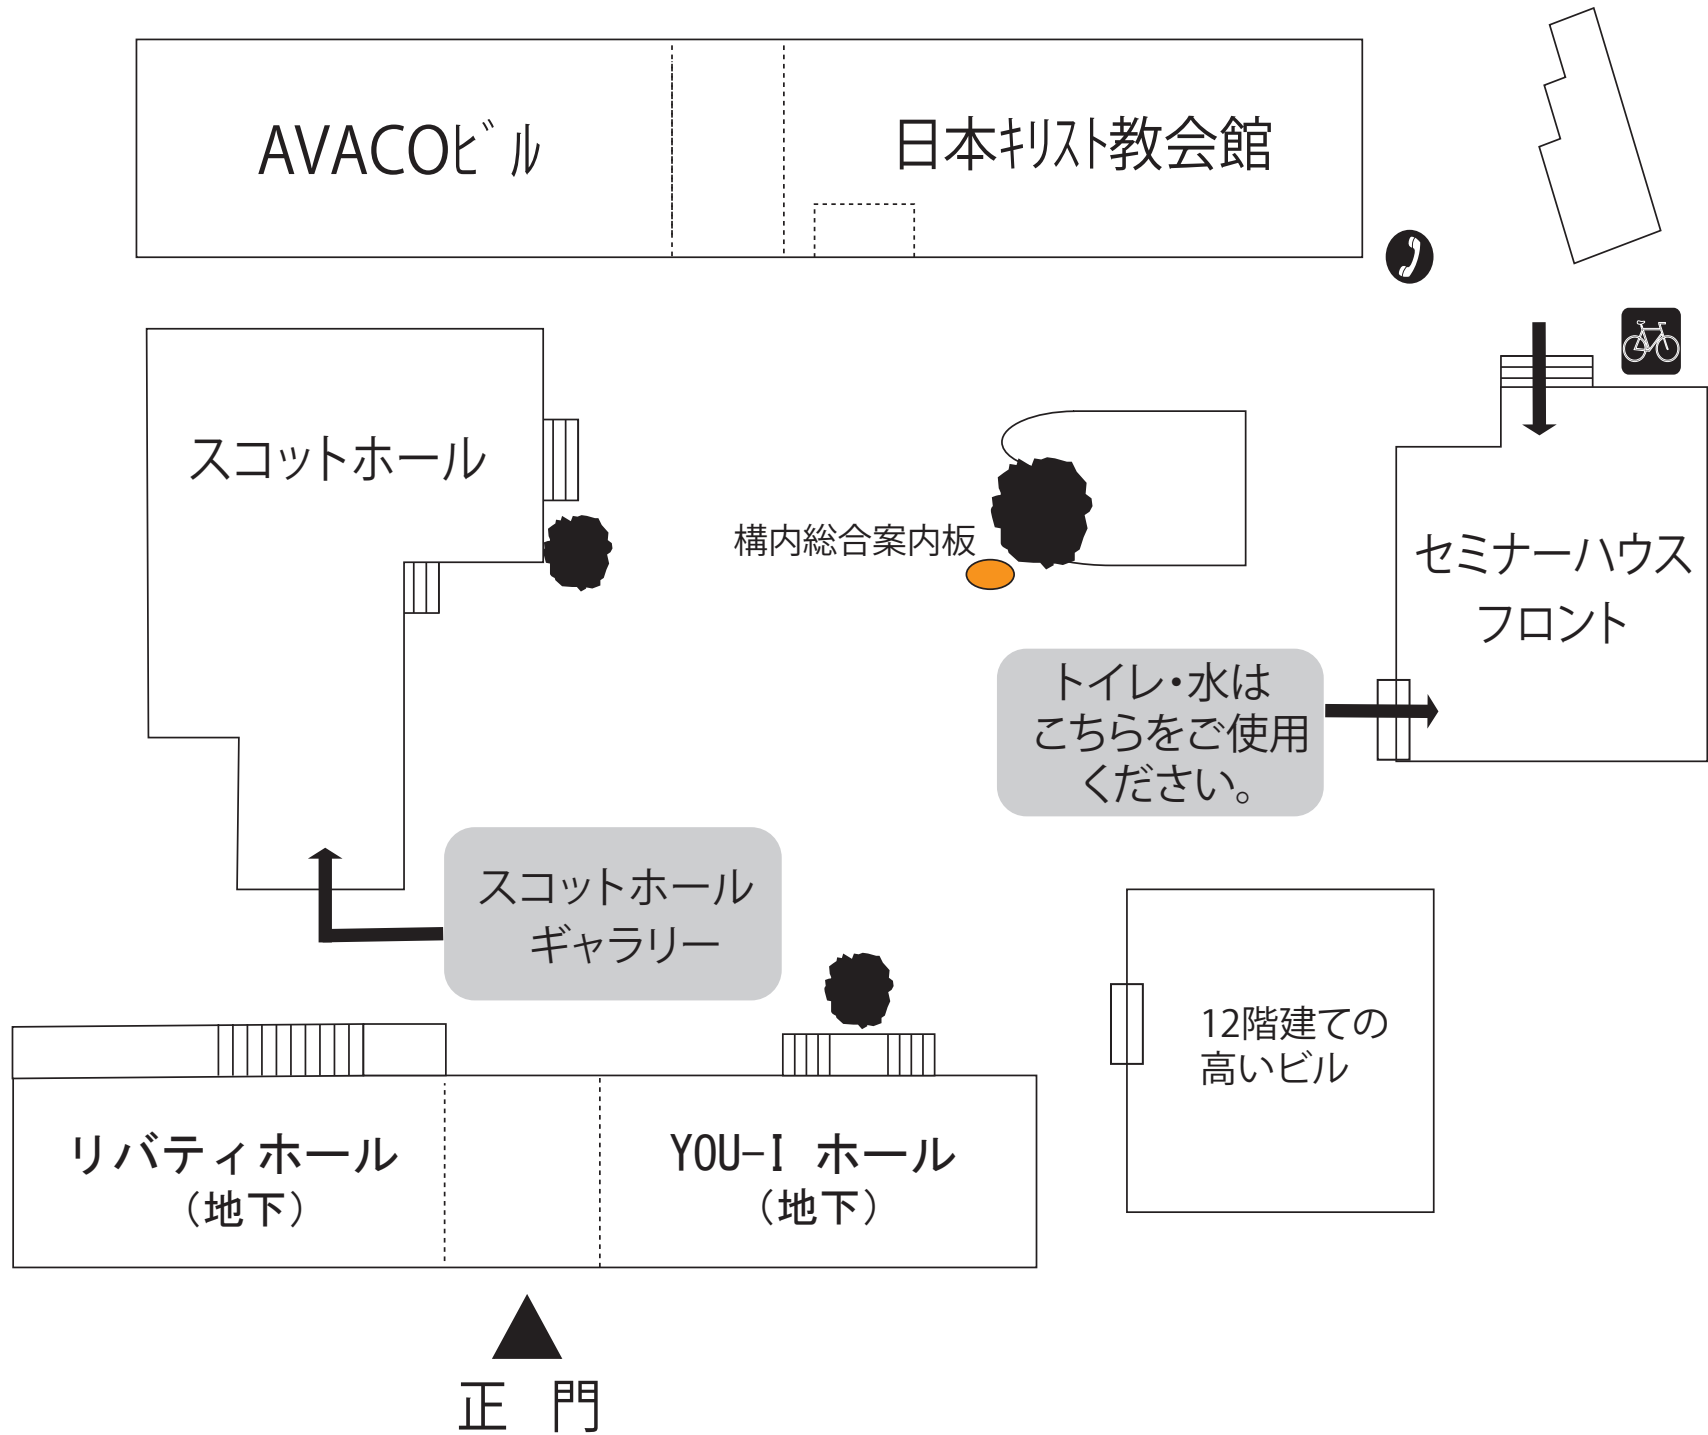 AVACOビル
日本キリスト教会館
スコットホール
構内総合案内板
セミナーハウス
フロント
トイレ・水は
こちらをご使用
ください。
スコットホール
ギャラリー
12階建ての
高いビル
リバティホール
（地下）
YOU-I ホール
（地下）
正　門